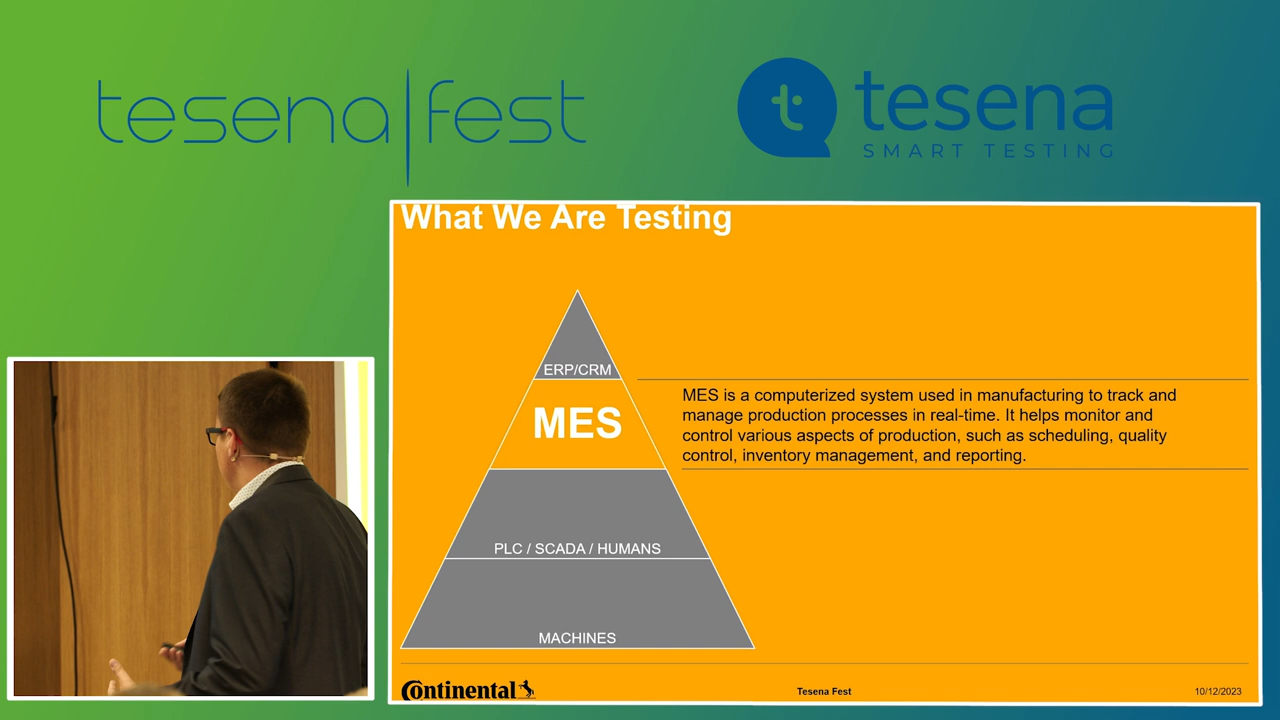 tesena|fest
t tesena
SMART TESTING
What We Are Testing
ERP/CRM
MES
MES is a computerized system used in manufacturing to track and
manage production processes in real-time. It helps monitor and
control various aspects of production, such as scheduling, quality
control, inventory management, and reporting.
PLC / SCADA / HUMANS
MACHINES
Continental
Tesena Fest
10/12/2023